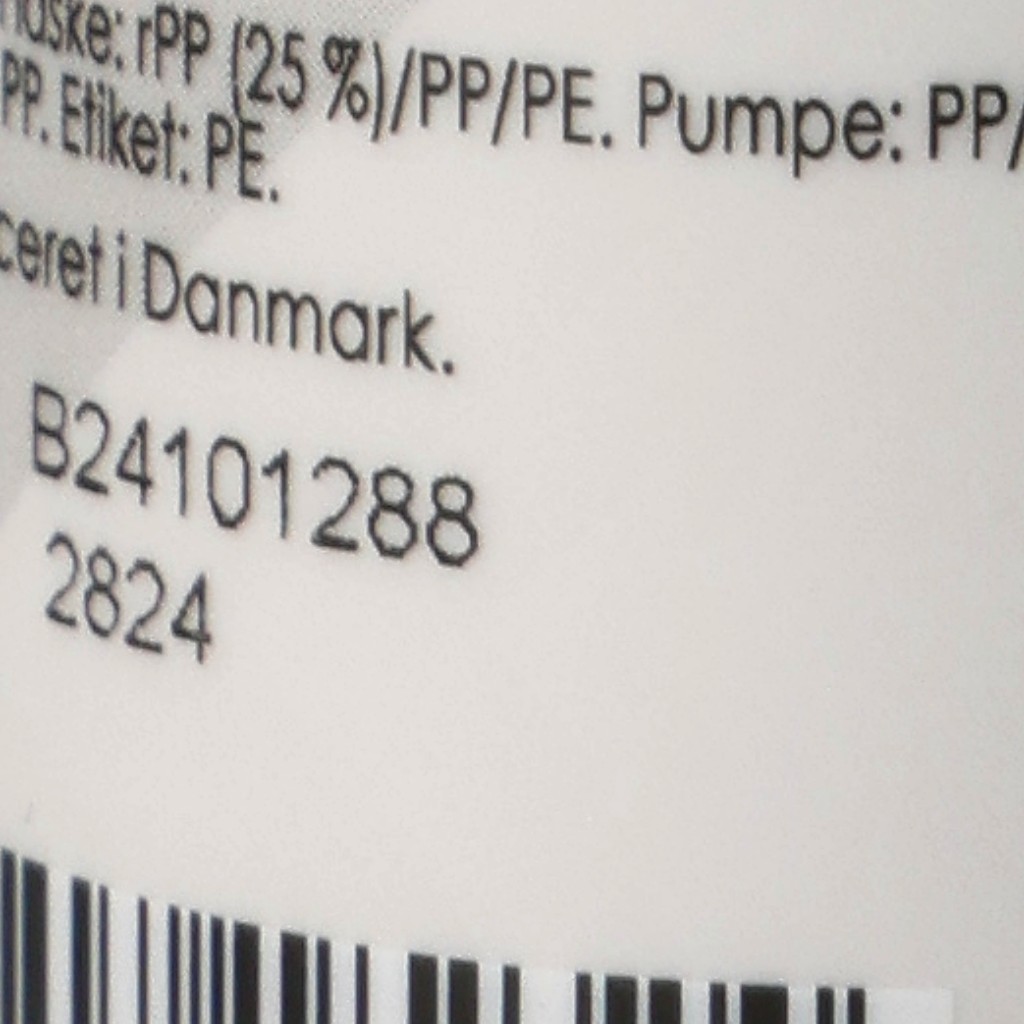 rPP (25 %)/PP/PE. Pumpe: PP/
PP. Etiket: PE.
i Danmark.
B24101288
2824